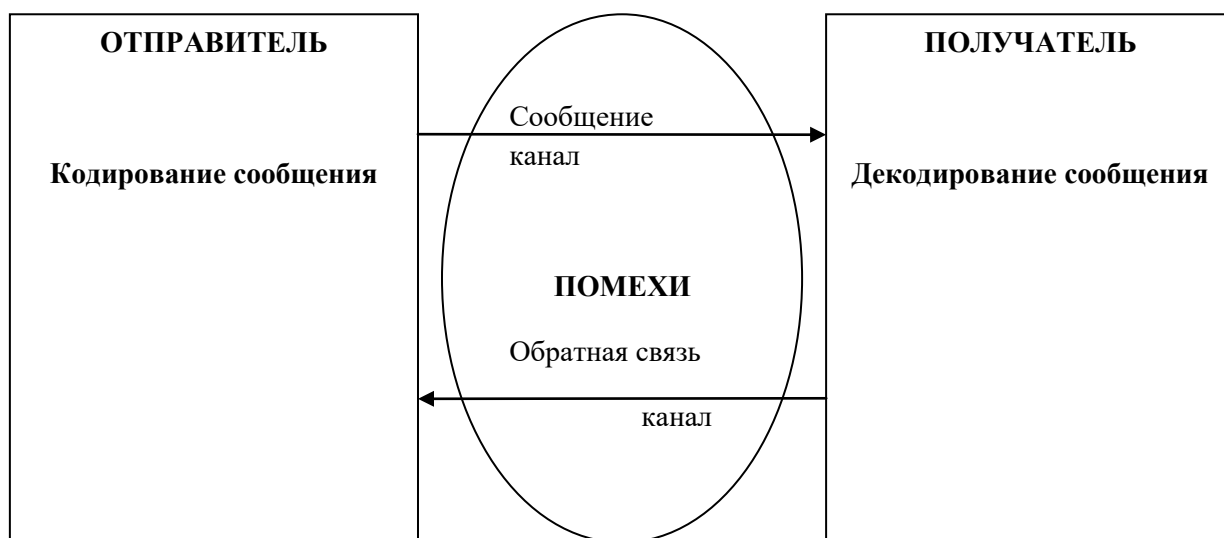 ОТПРАВИТЕЛЬ
ПОЛУЧАТЕЛЬ
Сообщение
канал
Кодирование сообщения
Декодирование сообщения
ПОМЕХИ
Обратная связь
канал